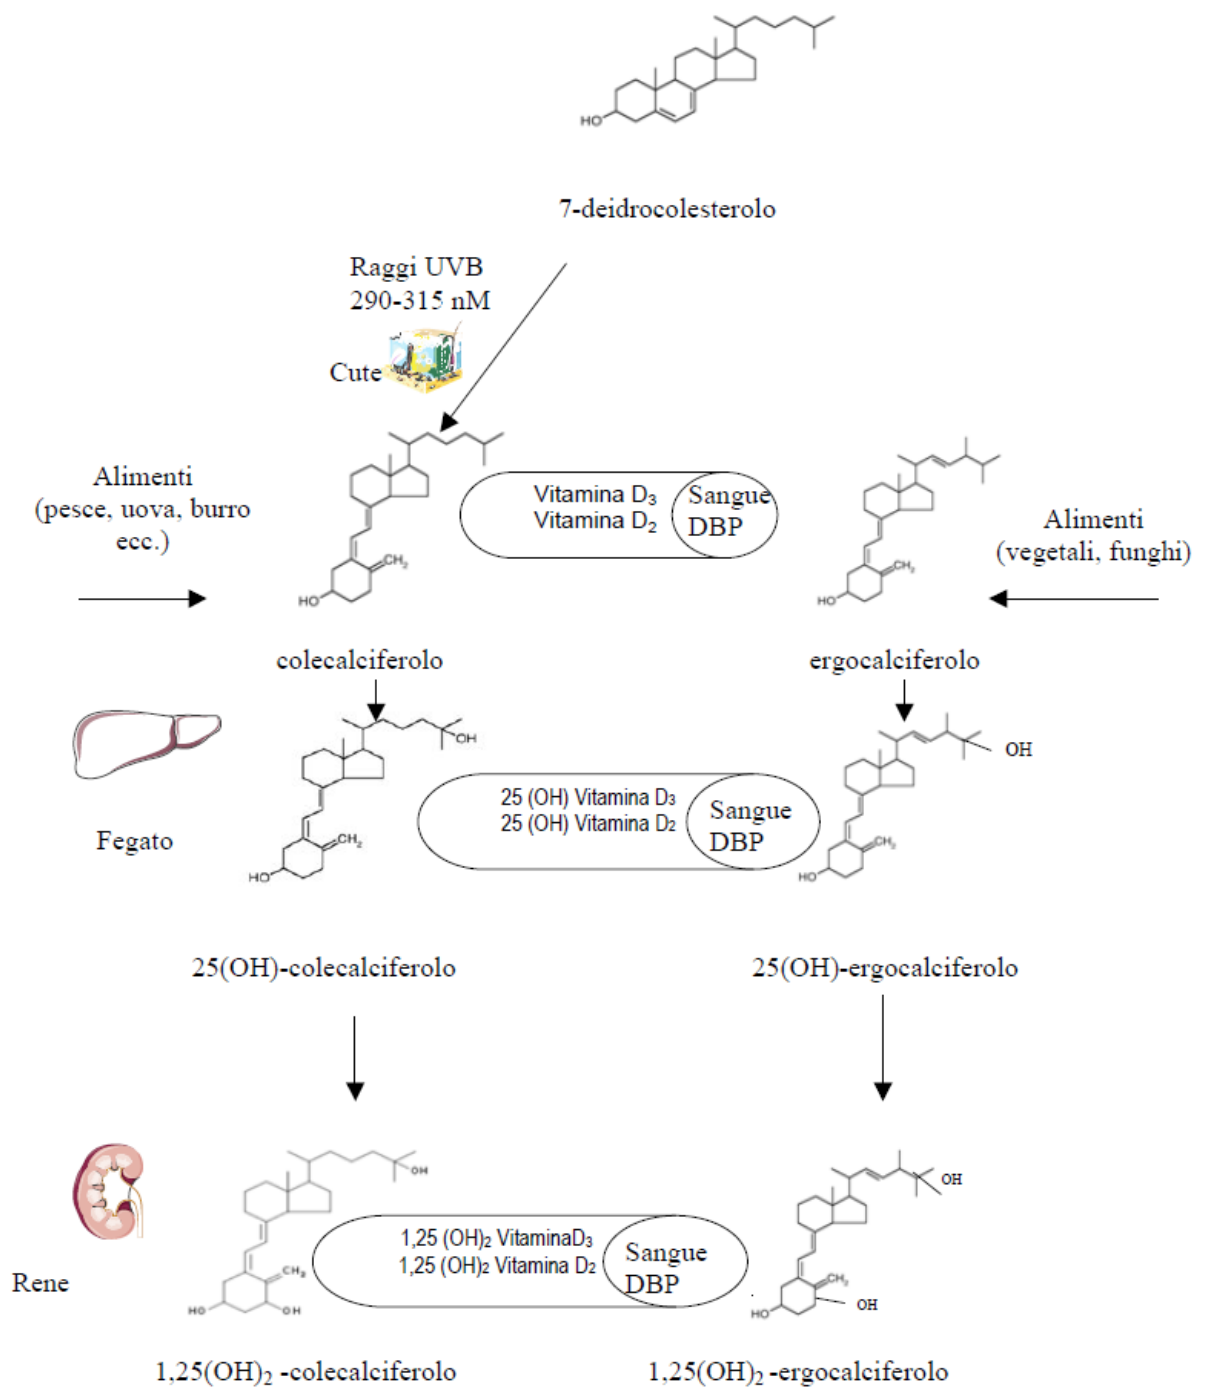 HO
7-deidrocolesterolo
Raggi UVB
290-315 nM
Cute
Alimenti
(pesce, uova, burro
ecc.)
CH₂
HO
Vitamina D₃
Vitamina D₂
Sangue
DBP
CH₂
HO
Alimenti
(vegetali, funghi)
colecalciferolo
ergocalciferolo
Fegato
OH
CH₂
HO
25 (OH) Vitamina D₃
25 (OH) Vitamina D₂
Sangue
DBP
OH
CH₂
HO
25(OH)-colecalciferolo
25(OH)-ergocalciferolo
Rene
OH
CH₂
HO
OH
1,25 (OH)₂ VitaminaD₃
1,25 (OH)₂ Vitamina D₂
Sangue
DBP
OH
CH₂
OH
HO
1,25(OH)₂ -colecalciferolo
1,25(OH)₂ -ergocalciferolo